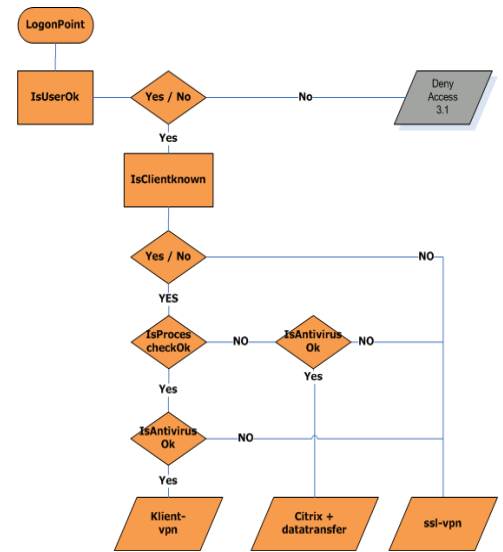 LogonPoint
IsUserOk
Yes / No
No
Deny
Access
3.1
Yes
IsClientknown
Yes / No
NO
YES
IsProces
checkOk
NO
IsAntivirus
Ok
NO
Yes
Yes
IsAntivirus
Ok
NO
Yes
Klient-
vpn
Citrix +
datatransfer
ssl-vpn